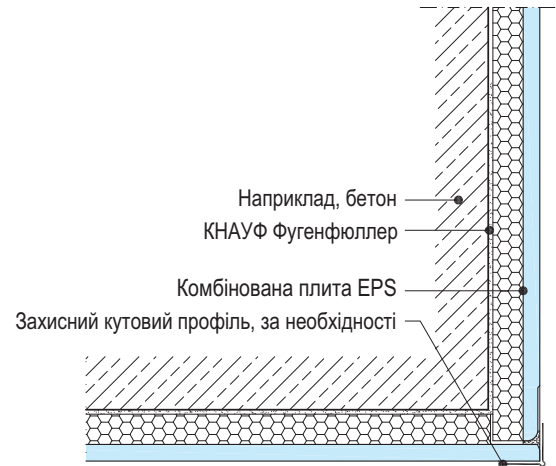 Наприклад, бетон
КНАУФ Фугенфюллер
Комбінована плита EPS
Захисний кутовий профіль, за необхідності